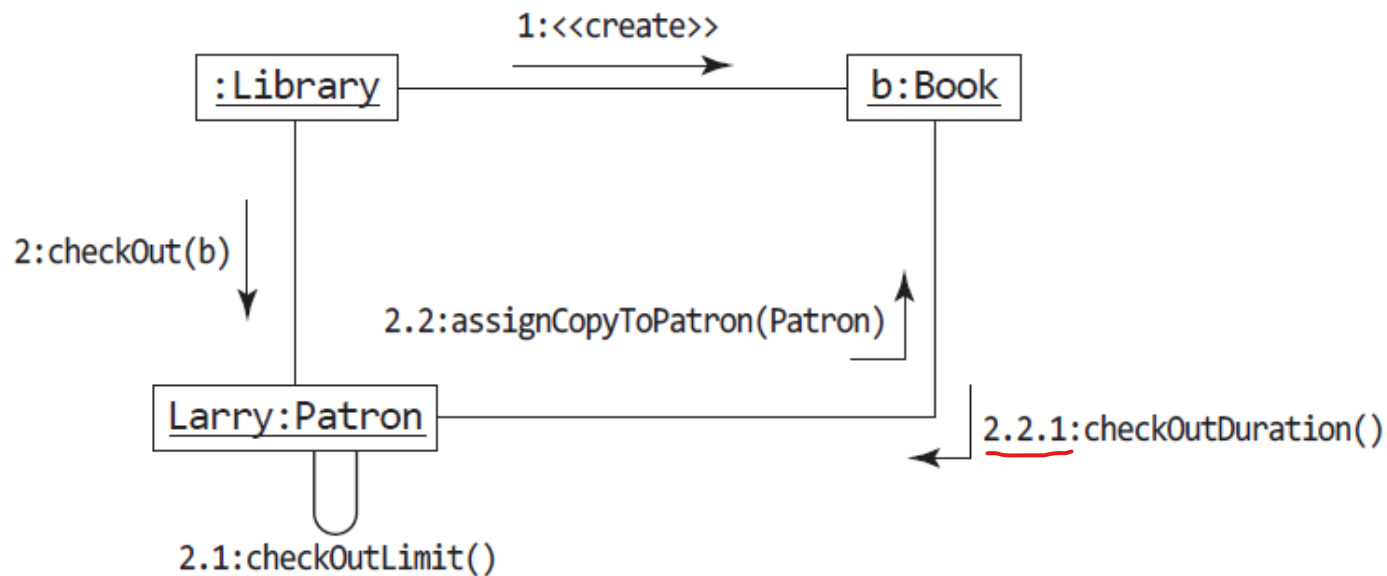 1:<<create>>
:Library
b:Book
2:checkOut(b)
2.2:assignCopyToPatron(Patron)
Larry:Patron
2.2.1:checkOutDuration()
2.1:checkOutLimit()